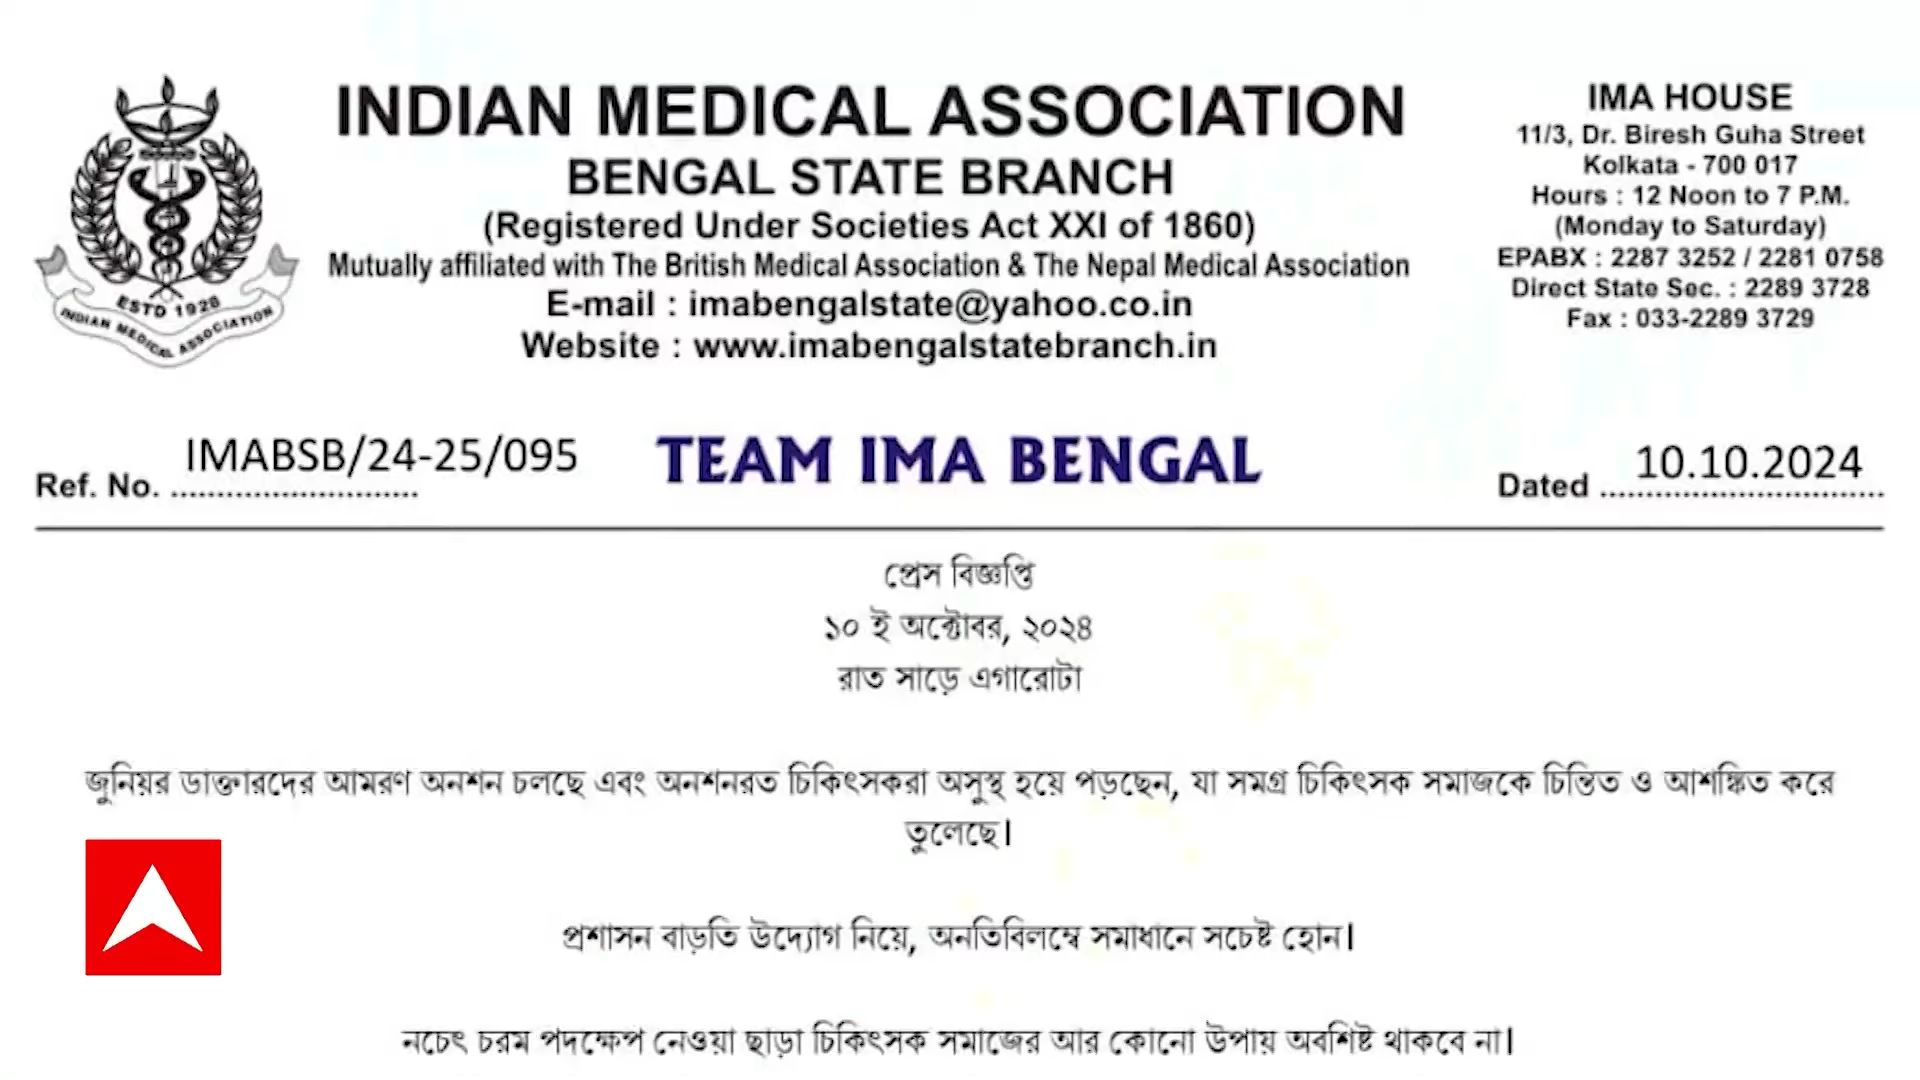 INDIAN MEDICAL ASSOCIATION
BENGAL STATE BRANCH
(Registered Under Societies Act XXI of 1860)
Mutually affiliated with The British Medical Association & The Nepal Medical Association
E-mail : imabengalstate@yahoo.co.in
Website : www.imabengalstatebranch.in
IMA HOUSE
11/3, Dr. Biresh Guha Street
Kolkata - 700 017
Hours : 12 Noon to 7 P.M.
(Monday to Saturday)
EPABX : 2287 3252 / 2281 0758
Direct State Sec. : 2289 3728
Fax : 033-2289 3729
ESTD 1928
INDIAN MEDICAL ASSOCIATION
Ref. No. IMABSB/24-25/095
TEAM IMA BENGAL
Dated 10.10.2024
প্রেস বিজ্ঞপ্তি
১০ ই অক্টোবর, ২০২৪
রাত সাড়ে এগারোটা
জুনিয়র ডাক্তারদের আমরণ অনশন চলছে এবং অনশনরত চিকিৎসকরা অসুস্থ হয়ে পড়ছেন, যা সমগ্র চিকিৎসক সমাজকে চিন্তিত ও আশঙ্কিত করে
তুলেছে।
প্রশাসন বাড়তি উদ্যোগ নিয়ে, অনতিবিলম্বে সমাধানে সচেষ্ট হোন।
নচেৎ চরম পদক্ষেপ নেওয়া ছাড়া চিকিৎসক সমাজের আর কোনো উপায় অবশিষ্ট থাকবে না।